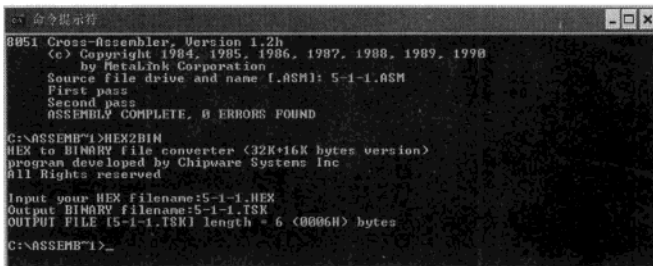 命令提示符
8051 Cross-Assembler, Version 1.2h
(c) Copyright 1984, 1985, 1986, 1987, 1988, 1989, 1990
by MetaLink Corporation
Source file drive and name [.ASM]: 5-1-1.ASM
First pass
Second pass
ASSEMBLY COMPLETE, 0 ERRORS FOUND
C:\ASSEMB~1>HEX2BIN
HEX to BINARY file converter (32K+16K bytes version)
program developed by Chipware Systems Inc
All Rights reserved
Input your HEX filename:5-1-1.HEX
Output BINARY filename:5-1-1.TSK
OUTPUT FILE [5-1-1.TSK] length = 6 (0006H) bytes
C:\ASSEMB~1>_